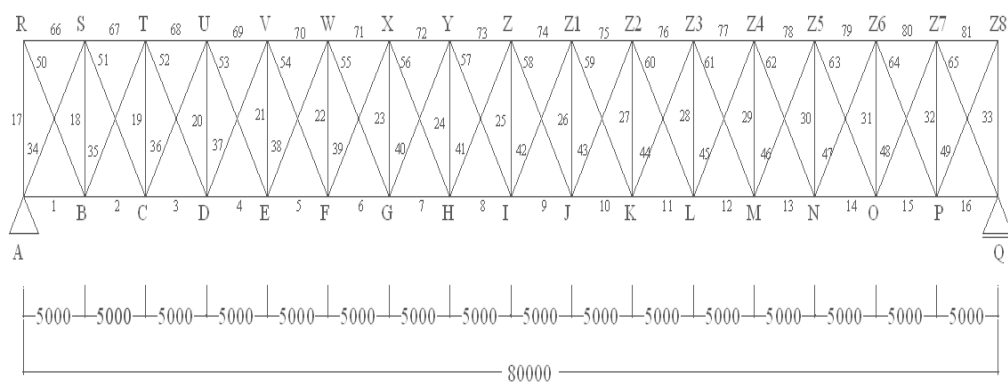 66 67 68 69 70 71 72 73 74 75 76 77 78 79 80 81
R S T U V W X Y Z Z1 Z2 Z3 Z4 Z5 Z6 Z7 Z8
50 51 52 53 54 55 56 57 58 59 60 61 62 63 64 65
17 18 19 20 21 22 23 24 25 26 27 28 29 30 31 32 33
34 35 36 37 38 39 40 41 42 43 44 45 46 47 48 49
1 2 3 4 5 6 7 8 9 10 11 12 13 14 15 16
B C D E F G H I J K L M N O P
A Q
5000 5000 5000 5000 5000 5000 5000 5000 5000 5000 5000 5000 5000 5000 5000 5000
80000